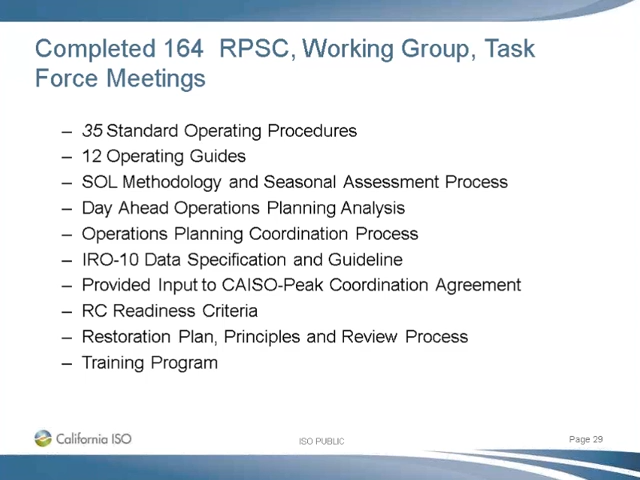 Completed 164 RPSC, Working Group, Task
Force Meetings
– 35 Standard Operating Procedures
– 12 Operating Guides
– SOL Methodology and Seasonal Assessment Process
– Day Ahead Operations Planning Analysis
– Operations Planning Coordination Process
– IRO-10 Data Specification and Guideline
– Provided Input to CAISO-Peak Coordination Agreement
– RC Readiness Criteria
– Restoration Plan, Principles and Review Process
– Training Program
California ISO
ISO PUBLIC
Page 29